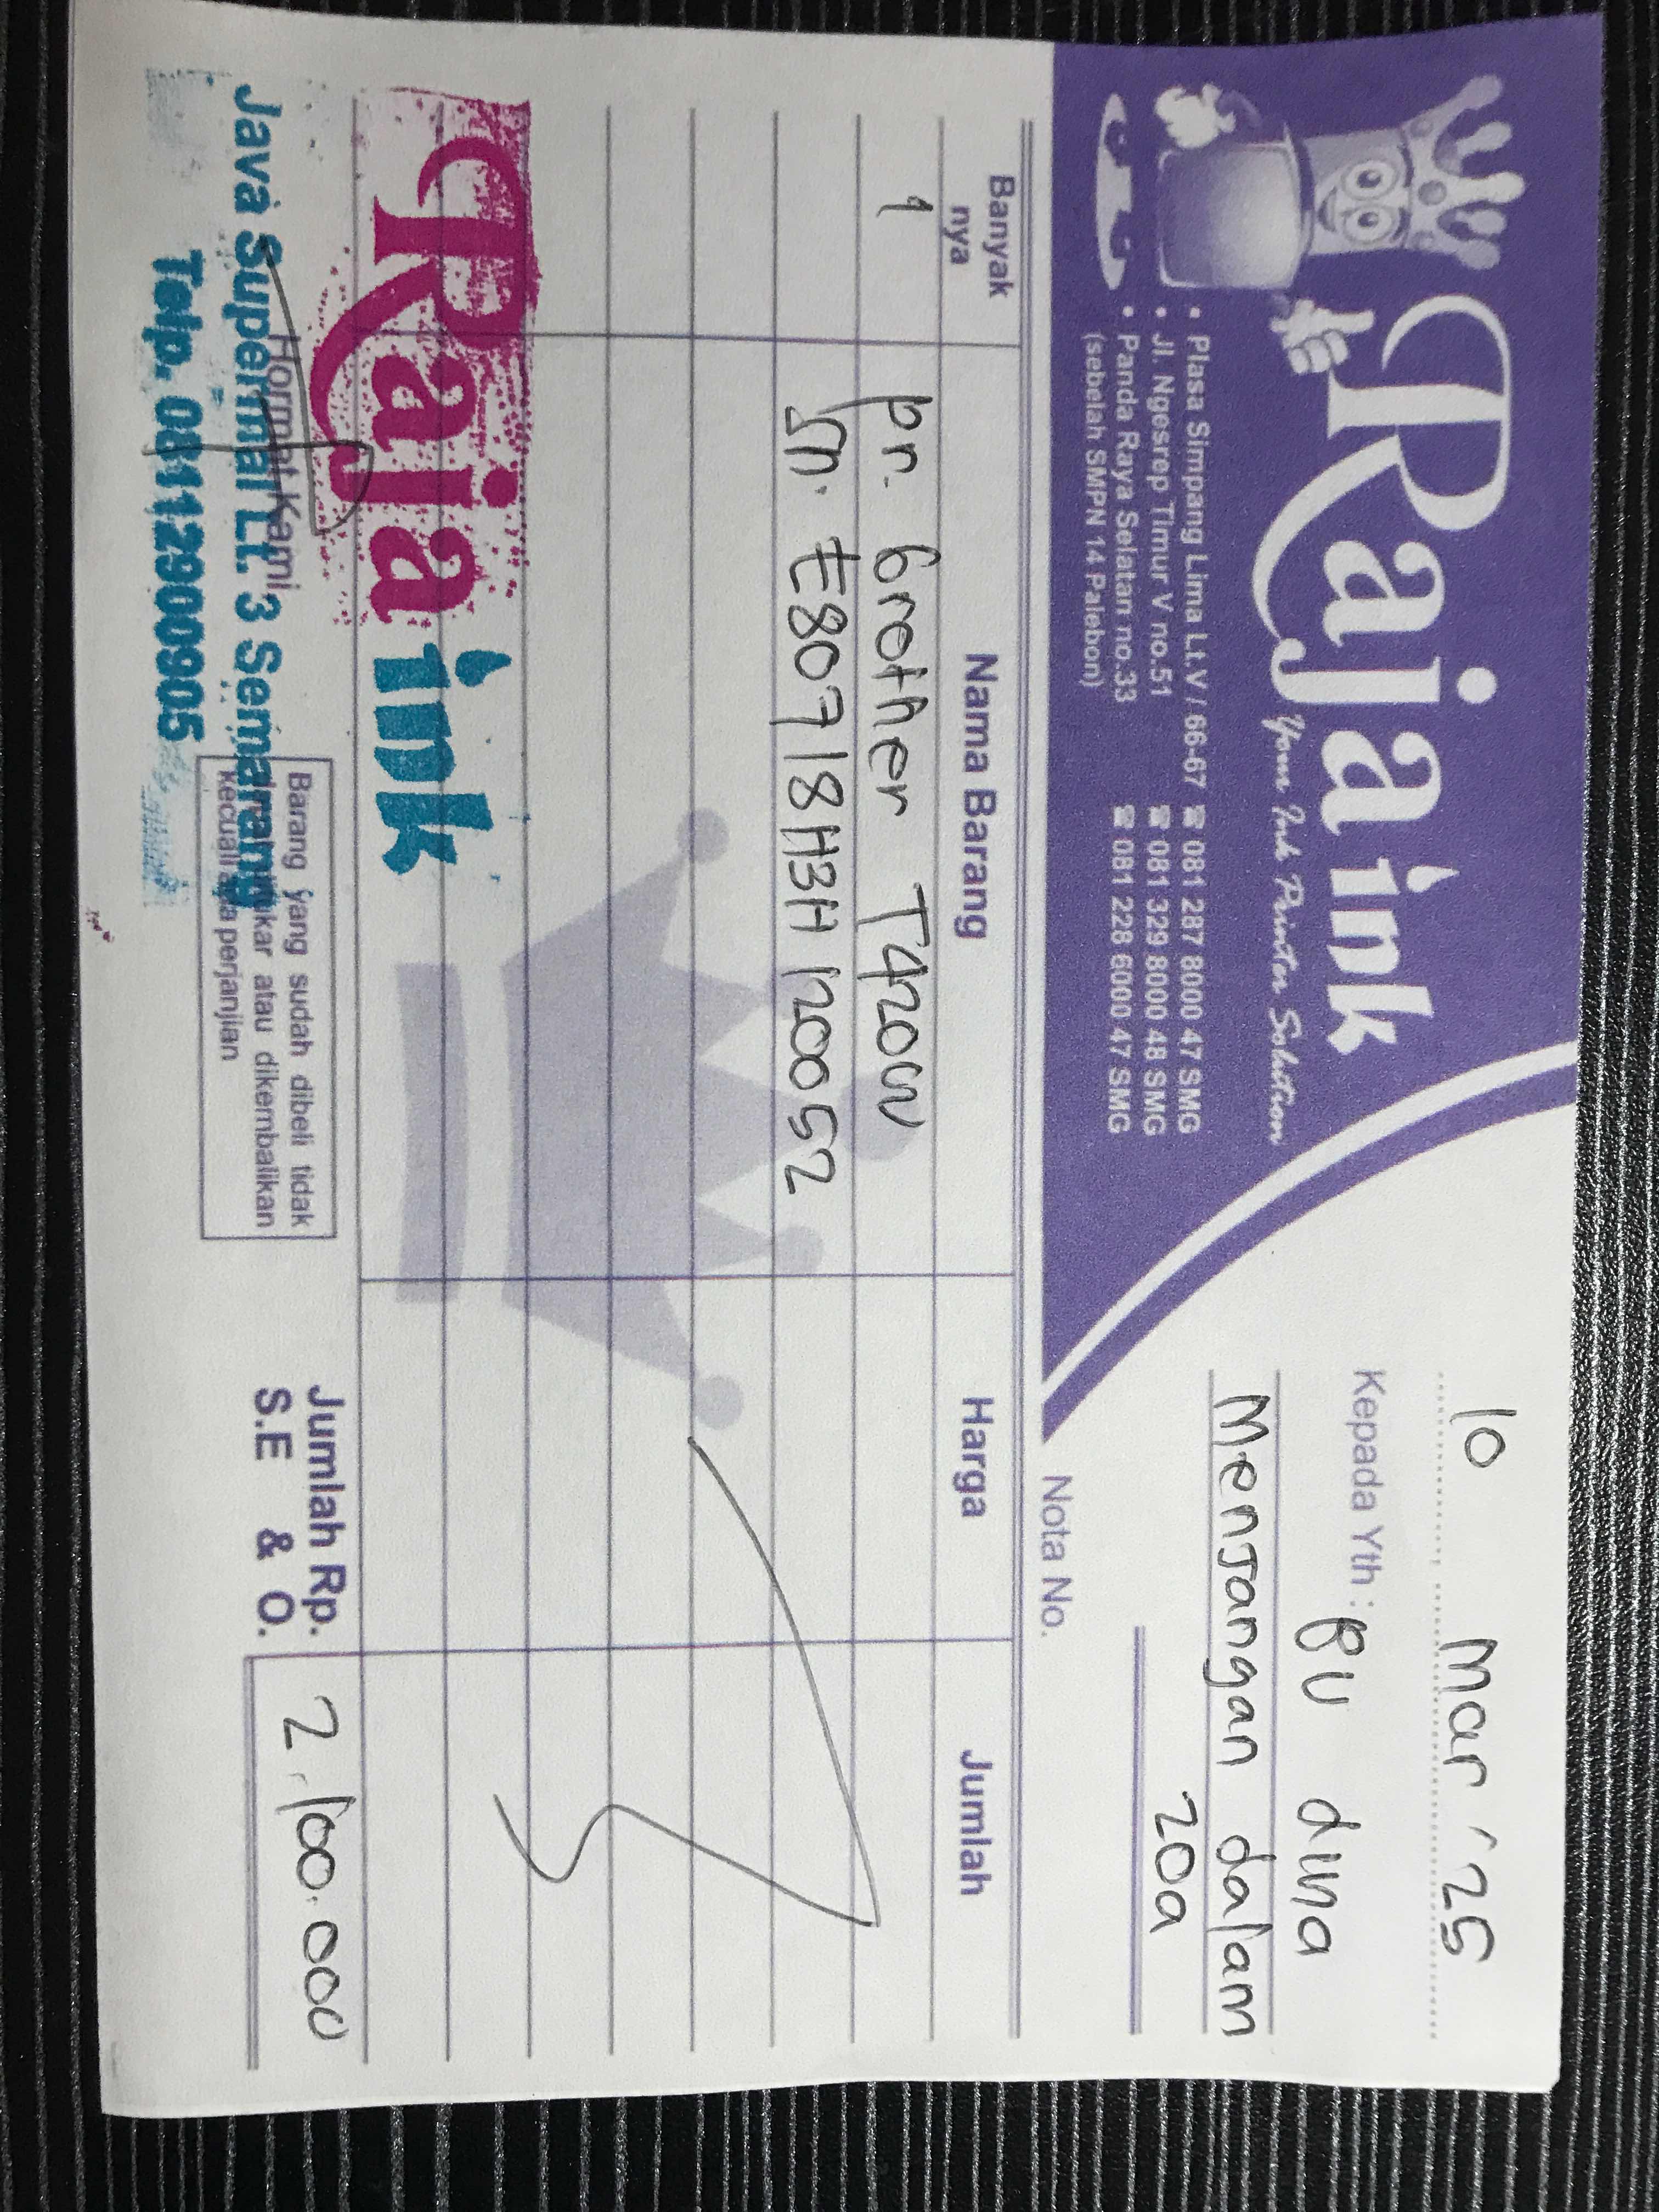 Raja ink
Your Ink Printer Solution
• Plasa Simpang Lima Lt.V / 66-67 ☎ 081 287 8000 47 SMG
• Jl. Ngesrep Timur V no.51 ☎ 081 329 8000 48 SMG
• Panda Raya Selatan no.33 ☎ 081 228 6000 47 SMG
(sebelah SMPN 14 Palebon)
10 Mar '25
Kepada Yth : Bu dina
Menjangan dalam
20a
Nota No.
Banyak nya Nama Barang Harga Jumlah
1 pr. brother T420W
Sn. E80718H3H120052
Raja ink
Java Supermal Lt. 3 Semarang
Telp. 08112900905
Hormat Kami
Barang yang sudah dibeli tidak
atau dikembalikan
kecuali perjanjian
Jumlah Rp. 2.100.000
S.E & O.